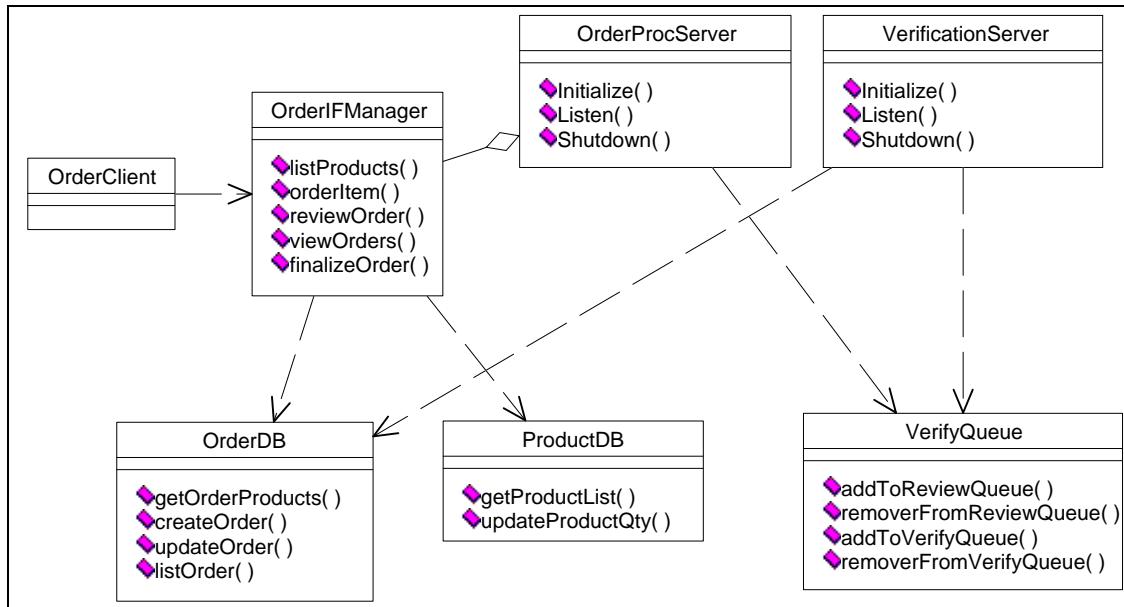 OrderProcServer
Initialize( )
Listen( )
Shutdown( )
VerificationServer
Initialize( )
Listen( )
Shutdown( )
OrderIFManager
listProducts( )
orderItem( )
reviewOrder( )
viewOrders( )
finalizeOrder( )
OrderClient
OrderDB
getOrderProducts( )
createOrder( )
updateOrder( )
listOrder( )
ProductDB
getProductList( )
updateProductQty( )
VerifyQueue
addToReviewQueue( )
removerFromReviewQueue( )
addToVerifyQueue( )
removerFromVerifyQueue( )